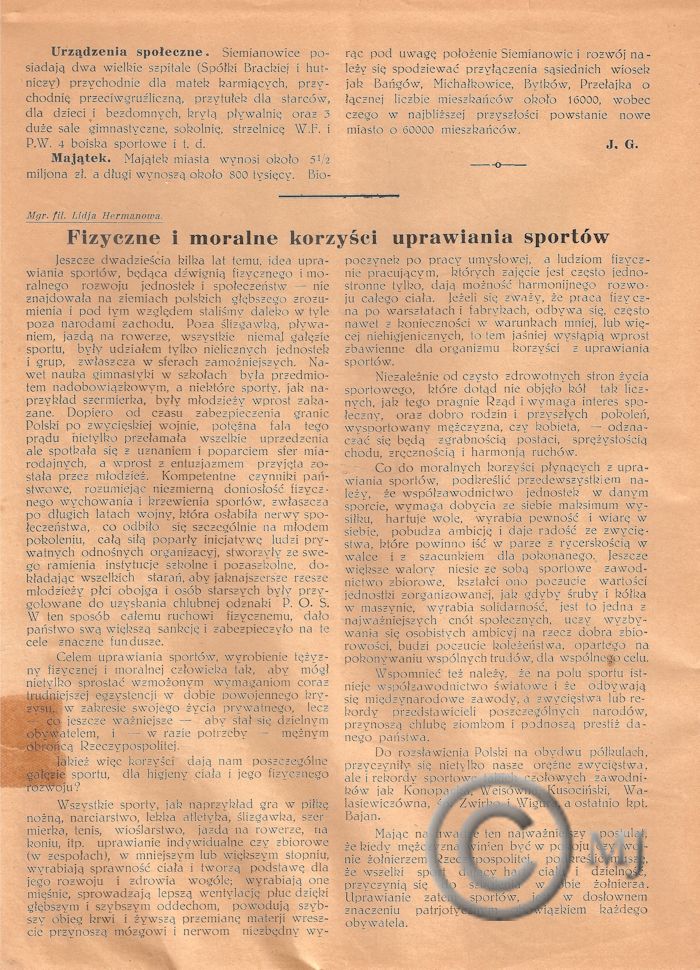 Urządzenia społeczne. Siemianowice po-
siadają dwa wielkie szpitale (Spółki Brackiej i hut-
niczy) przychodnie dla matek karmiących, przy-
chodnię przeciwgruźliczną, przytułek dla starców,
dla dzieci i bezdomnych, krytą pływalnię oraz 3
duże sale gimnastyczne, sokolnię, strzelnicę W.F. i
P.W. 4 boiska sportowe i t. d.
Majątek. Majątek miasta wynosi około 5 1/2
miljona zł. a długi wynoszą około 800 tysięcy. Bio-
rąc pod uwagę położenie Siemianowic i rozwój na-
leży się spodziewać przyłączenia sąsiednich wiosek
jak Bańgów, Michałkowice, Bytków, Przełajka o
łącznej liczbie mieszkańców około 16000, wobec
czego w najbliższej przyszłości powstanie nowe
miasto o 60000 mieszkańców.
J. G.
Mgr. fil. Lidja Hermanowa.
Fizyczne i moralne korzyści uprawiania sportów
Jeszcze dwadzieścia kilka lat temu, idea upra-
wiania sportów, będąca dźwignią fizycznego i mo-
ralnego rozwoju jednostek i społeczeństw — nie
znajdowała na ziemiach polskich głębszego zrozu-
mienia i pod tym względem staliśmy daleko w tyle
poza narodami zachodu. Poza ślizgawką, pływa-
niem, jazdą na rowerze, wszystkie niemal gałęzie
sportu, były udziałem tylko nielicznych jednostek
i grup, zwłaszcza w sferach zamożniejszych. Na-
wet nauka gimnastyki w szkołach była przedmio-
tem nadobowiązkowym, a niektóre sporty, jak na-
przykład szermierka, były młodzieży wprost zaka-
zane. Dopiero od czasu zabezpieczenia granic
Polski po zwycięskiej wojnie, potężna fala tego
prądu nietylko przełamała wszelkie uprzedzenia
ale spotkała się z uznaniem i poparciem sfer mia-
rodajnych, a wprost z entuzjazmem przyjęta zo-
stała przez młodzież. Kompetentne czynniki pań-
stwowe, rozumiejąc niezmierną doniosłość fizycz-
nego wychowania i krzewienia sportów, zwłaszcza
po długich latach wojny, która osłabiła nerwy spo-
łeczeństwa, co odbiło się szczególnie na młodem
pokoleniu, całą siłą poparły inicjatywę ludzi pry-
watnych odnośnych organizacyj, stworzyły ze swe-
go ramienia instytucje szkolne i pozaszkolne, do-
kładając wszelkich starań, aby jaknajszersze rzesze
młodzieży płci obojga i osób starszych były przy-
gotowane do uzyskania chlubnej odznaki P. O. S.
W ten sposób całemu ruchowi fizycznemu, dało
państwo swą większą sankcję i zabezpieczyło na te
cele znaczne fundusze.
Celem uprawiania sportów, wyrobienie tężyz-
ny fizycznej i moralnej człowieka tak, aby mógł
nietylko sprostać wzmożonym wymaganiom coraz
trudniejszej egzystencji w dobie powojennego kry-
zysu, w zakresie swojego życia prywatnego, lecz
— co jeszcze ważniejsze — aby stał się dzielnym
obywatelem, i — w razie potrzeby — mężnym
obrońcą Rzeczypospolitej.
Jakież więc korzyści dają nam poszczególne
gałęzie sportu, dla higjeny ciała i jego fizycznego
rozwoju?
Wszystkie sporty, jak naprzykład gra w piłkę
nożną, narciarstwo, lekka atletyka, ślizgawka, szer-
mierka, tenis, wioślarstwo, jazda na rowerze, na
koniu, itp. uprawianie indywidualne czy zbiorowe
(w zespołach), w mniejszym lub większym stopniu,
wyrabiają sprawność ciała i tworzą podstawę dla
jego rozwoju i zdrowia wogóle; wyrabiają one
mięśnie, sprowadzają lepszą wentylację płuc dzięki
głębszym i szybszym oddechom, powodują szyb-
szy obieg krwi i żywszą przemianę materji wresz-
cie przynoszą mózgowi i nerwom niezbędny wy-
poczynek po pracy umysłowej, a ludziom fizycz-
nie pracującym, których zajęcie jest często jedno-
stronne tylko, dają możność harmonijnego rozwo-
ju całego ciała. Jeżeli się zważy, że praca fizycz-
na po warsztatach i fabrykach, odbywa się, często
nawet z konieczności w warunkach mniej, lub wię-
cej niehigienicznych, to tem jaśniej wystąpią wprost
zbawienne dla organizmu korzyści z uprawiania
sportów.
Niezależnie od czysto zdrowotnych stron życia
sportowego, które dotąd nie objęło kół tak licz-
nych, jak tego pragnie Rząd i wymaga interes spo-
łeczny, oraz dobro rodzin i przyszłych pokoleń,
wysportowany mężczyzna, czy kobieta, — odzna-
czać się będą zgrabnością postaci, sprężystością
chodu, zręcznością i harmonją ruchów.
Co do moralnych korzyści płynących z upra-
wiania sportów, podkreślić przedewszystkiem na-
leży, że współzawodnictwo jednostek w danym
sporcie, wymaga dobycia ze siebie maksimum wy-
siłku, hartuje wolę, wyrabia pewność i wiarę w
siebie, pobudza ambicję i daje radość ze zwycię-
stwa, które powinno iść w parze z rycerskością w
walce i z szacunkiem dla pokonanego. Jeszcze
większe walory niesie ze sobą sportowe zawod-
nictwo zbiorowe, kształci ono poczucie wartości
jednostki zorganizowanej, jak gdyby śruby i kółka
w maszynie, wyrabia solidarność, jest to jedna z
najważniejszych cnót społecznych, uczy wyzby-
wania się osobistych ambicyj na rzecz dobra zbio-
rowości, budzi poczucie koleżeństwa, opartego na
pokonywaniu wspólnych trudów, dla wspólnego celu.
Wspomnieć też należy, że na polu sportu ist-
nieje współzawodnictwo światowe i że odbywają
się międzynarodowe zawody, a zwycięstwa lub re-
kordy przedstawicieli poszczególnych narodów,
przynoszą chlubę ziomkom i podnoszą prestiż da-
nego państwa.
Do rozsławienia Polski na obydwu półkulach,
przyczyniły się nietylko nasze orężne zwycięstwa,
ale i rekordy sportowe takich czołowych zawodni-
ków jak Konopacka, Weisówna, Kusociński, Wa-
lasiewiczówna, Żwirko i Wigura, a ostatnio kpt.
Bajan.
Mając na uwadze ten najważniejszy postulat,
że kiedy mężczyzna winien być w pokoju
nie żołnierzem Rzeczypospolitej,
że wszelki sport ciała i dzielność,
przyczynią się do żołnierza.
Uprawianie zatem sportów, w dosłownem
znaczeniu patrjotycznym obowiązkiem każdego
obywatela.
© MJ